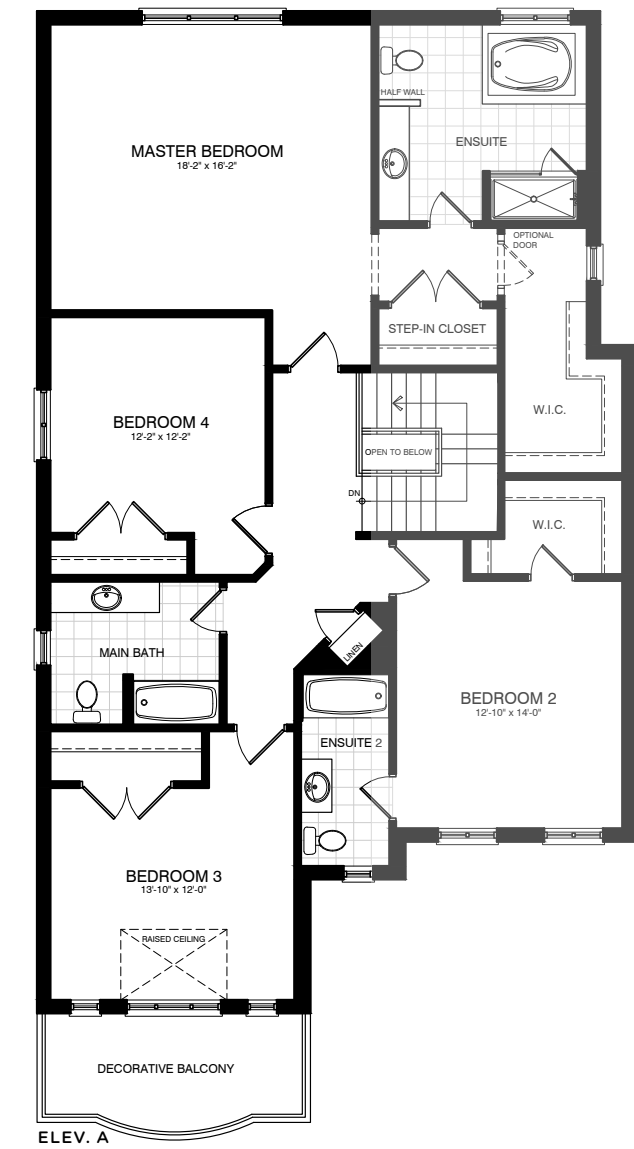 MASTER BEDROOM
18'-2" x 16'-2"
HALF WALL
ENSUITE
OPTIONAL
DOOR
STEP-IN CLOSET
W.I.C.
BEDROOM 4
12'-2" x 12'-2"
OPEN TO BELOW
DN
W.I.C.
LINEN
MAIN BATH
BEDROOM 2
12'-10" x 14'-0"
ENSUITE 2
BEDROOM 3
13'-10" x 12'-0"
RAISED CEILING
DECORATIVE BALCONY
ELEV. A